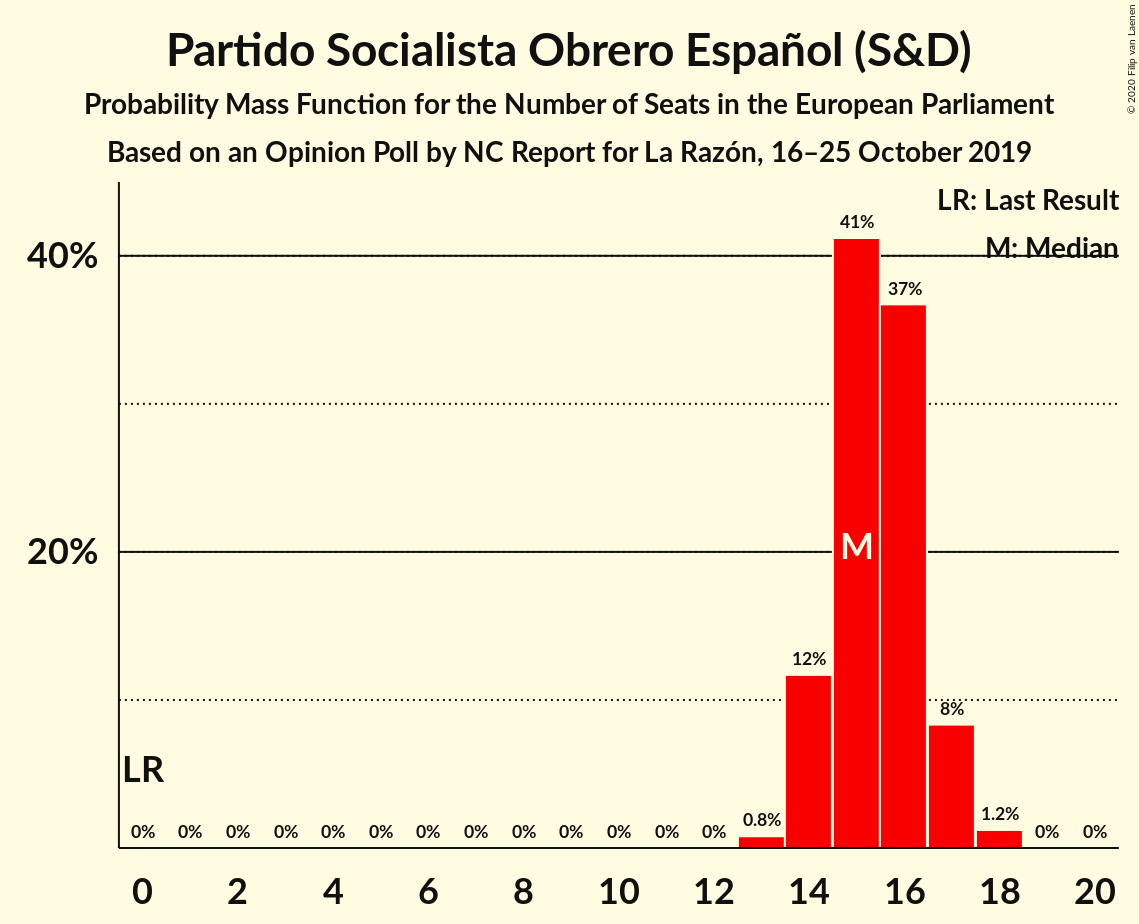 Partido Socialista Obrero Español (S&D)
Probability Mass Function for the Number of Seats in the European Parliament
Based on an Opinion Poll by NC Report for La Razón, 16–25 October 2019
© 2020 Filip van Laenen
LR: Last Result
M: Median
40%
20%
41%
37%
12%
8%
0.8%
1.2%
M
LR
0% 0% 0% 0% 0% 0% 0% 0% 0% 0% 0% 0% 0% 0% 0%
0 2 4 6 8 10 12 14 16 18 20